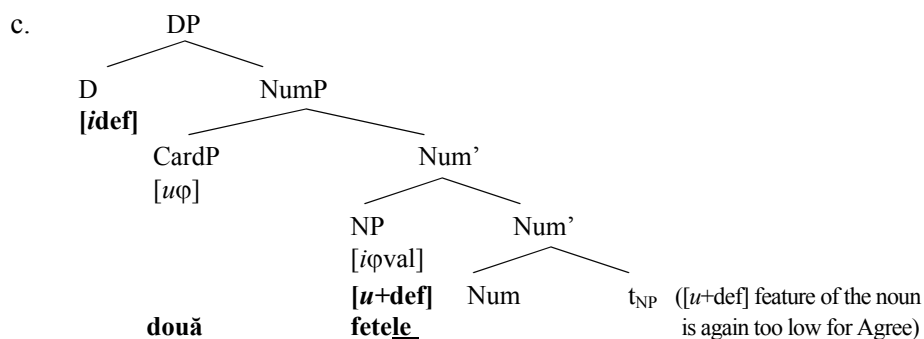 c. DP
D NumP
[idef]
CardP Num’
[uφ]
NP Num’
[iφval]
[u+def] Num tNP ([u+def] feature of the noun
două fetele is again too low for Agree)